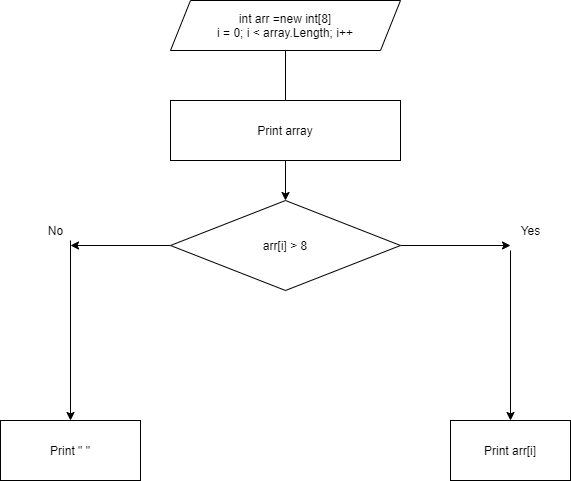 int arr =new int[8]
i = 0; i < array.Length; i++
Print array
No
Yes
arr[i] > 8
Print " "
Print arr[i]